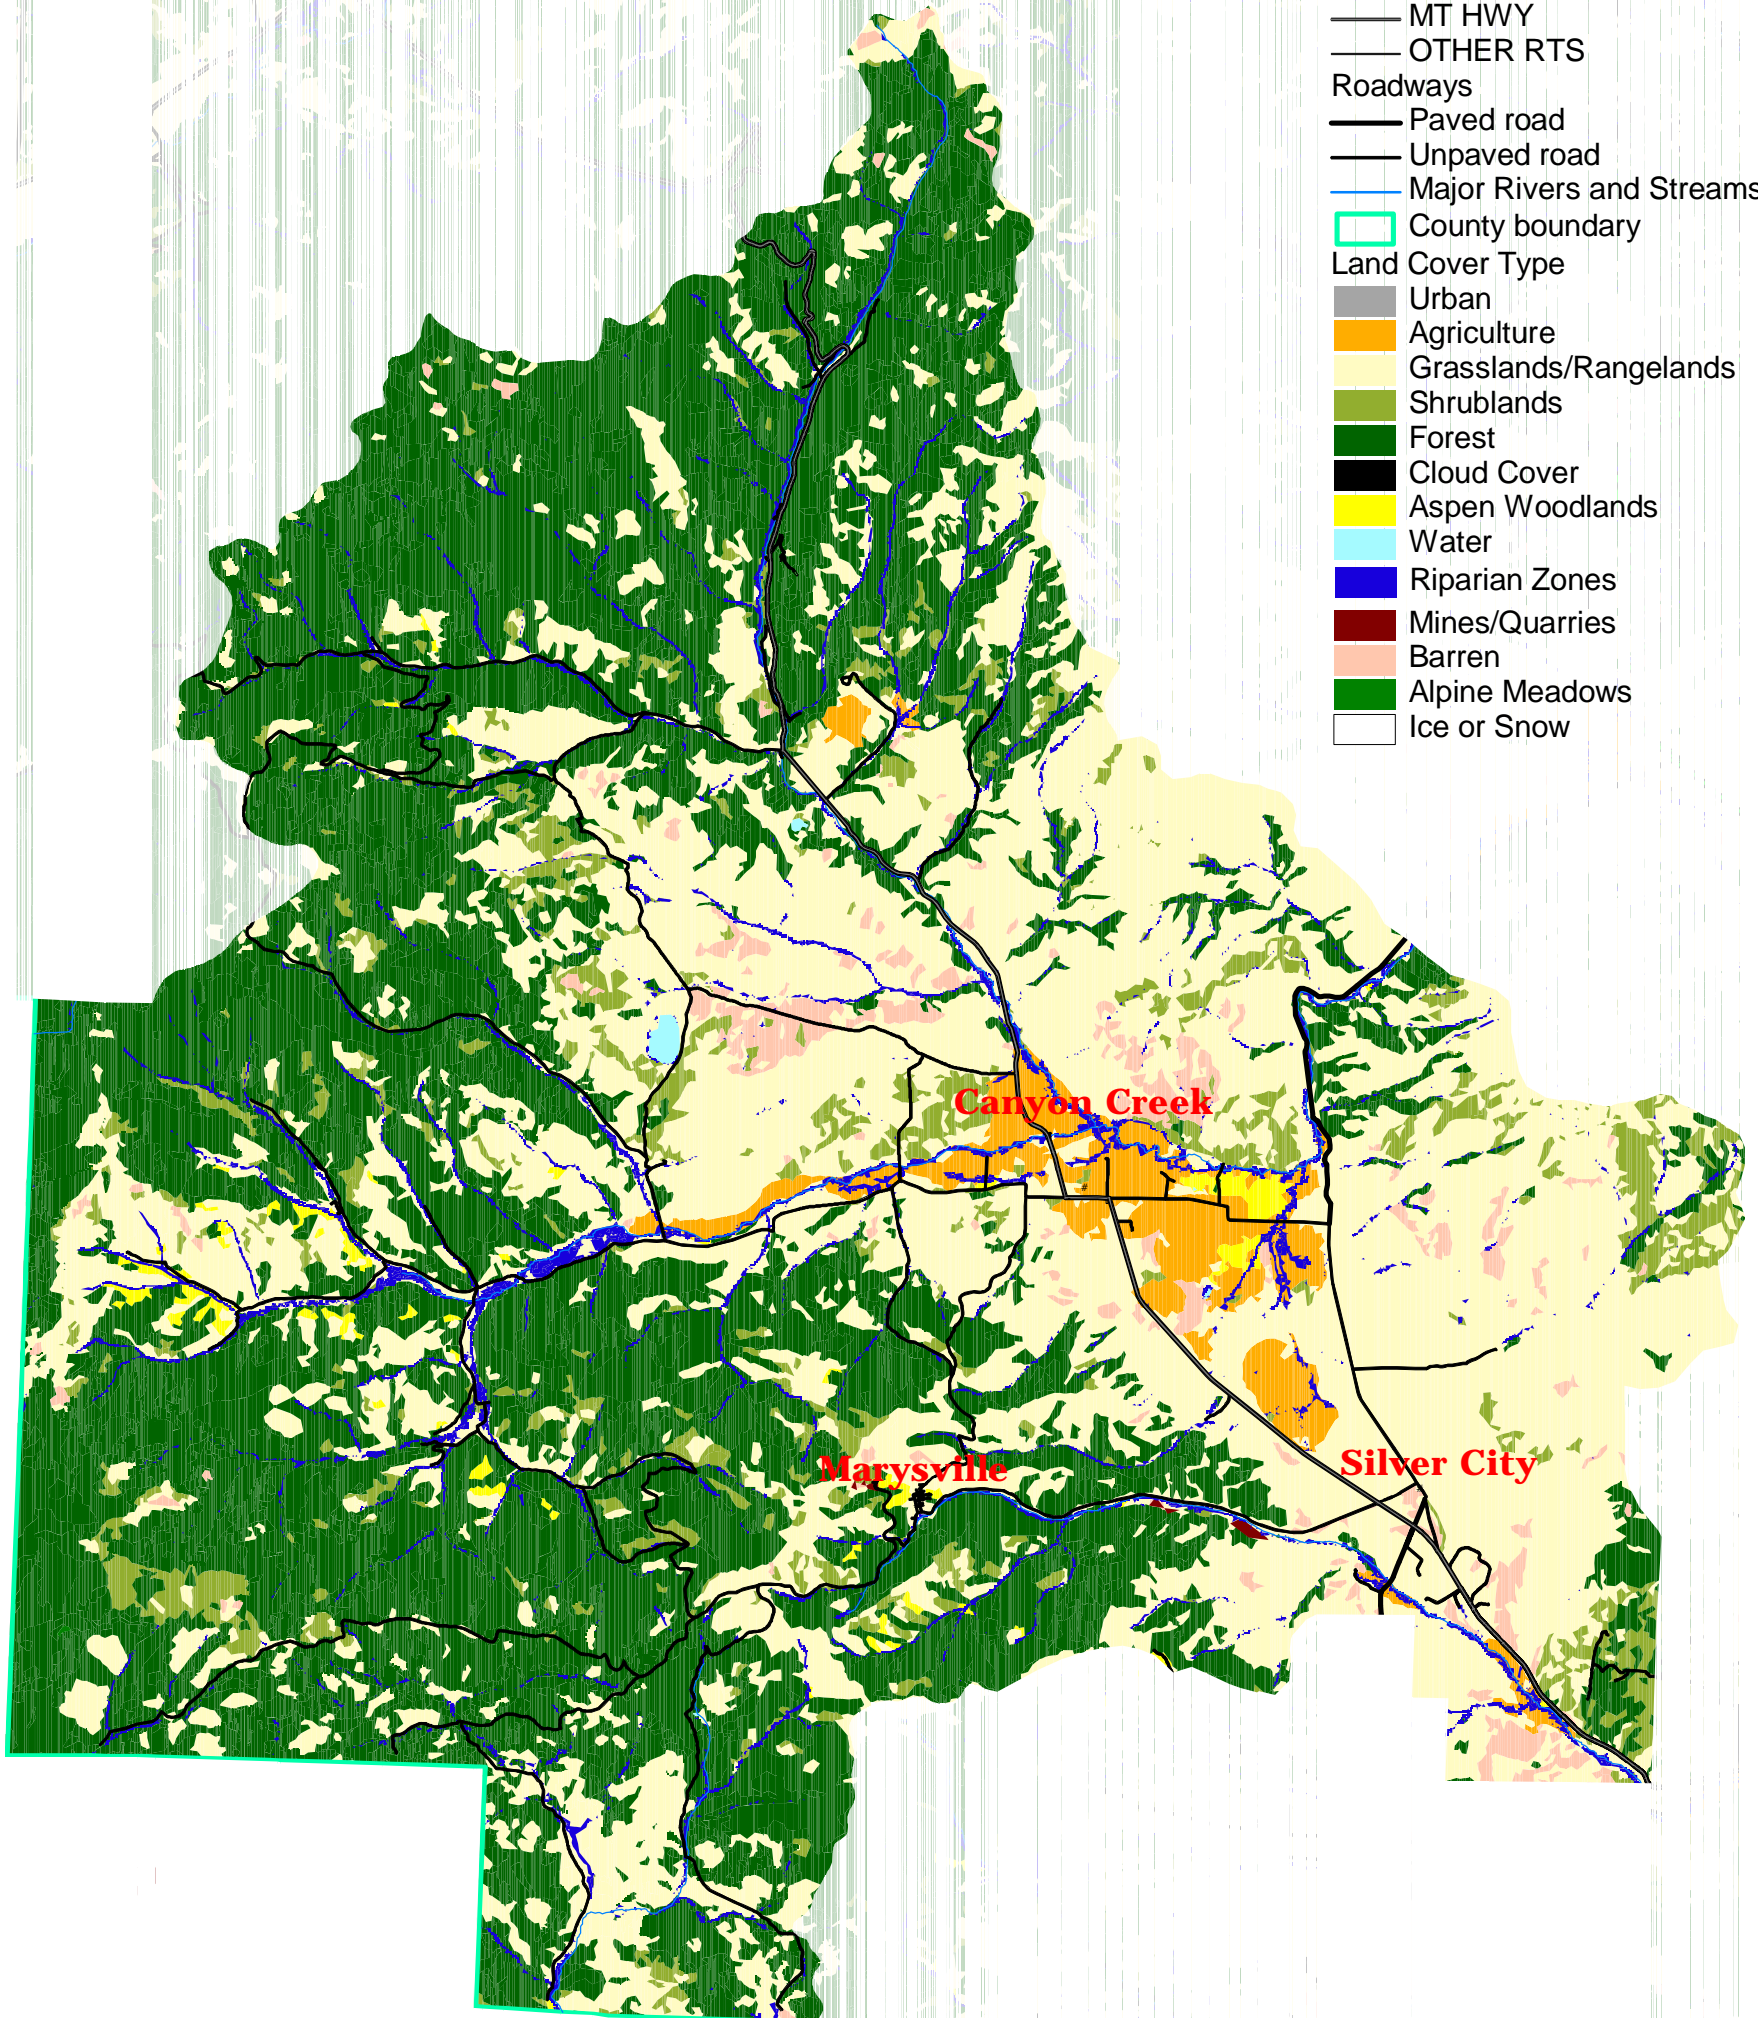 MT HWY
OTHER RTS
Roadways
Paved road
Unpaved road
Major Rivers and Streams
County boundary
Land Cover Type
Urban
Agriculture
Grasslands/Rangelands
Shrublands
Forest
Cloud Cover
Aspen Woodlands
Water
Riparian Zones
Mines/Quarries
Barren
Alpine Meadows
Ice or Snow
Canyon Creek
#
Marysville
Silver City